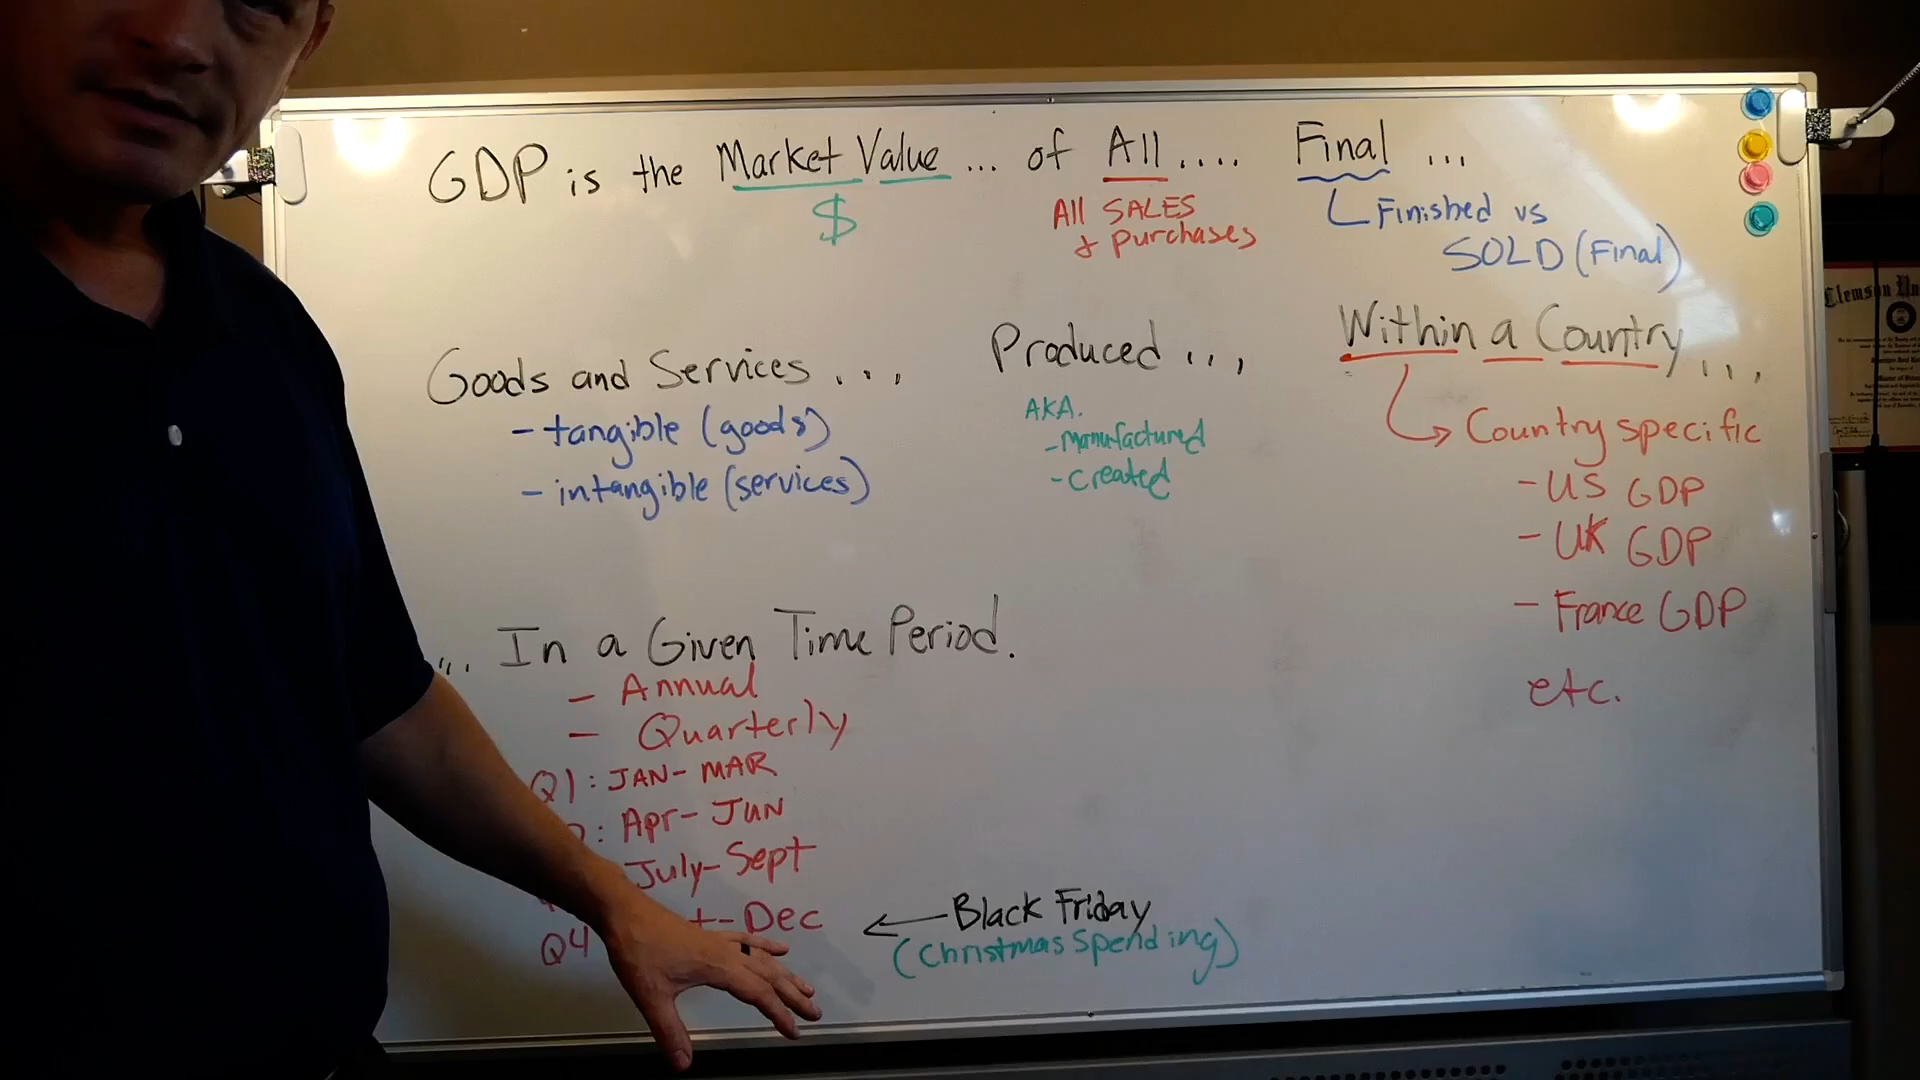 GDP is the Market Value ... of All .... Final ...
$
All SALES
+ purchases
Finished vs
SOLD (Final)
Goods and Services ....
- tangible (goods)
- intangible (services)
Produced ....
AKA.
- manufactured
- created
Within a Country ...
Country specific
- US GDP
- UK GDP
- France GDP
etc.
... In a Given Time Period.
- Annual
- Quarterly
Q1: JAN- MAR
: Apr- JUN
July-Sept
Q4 t-Dec
Black Friday
(Christmas Spending)
Clemson Un